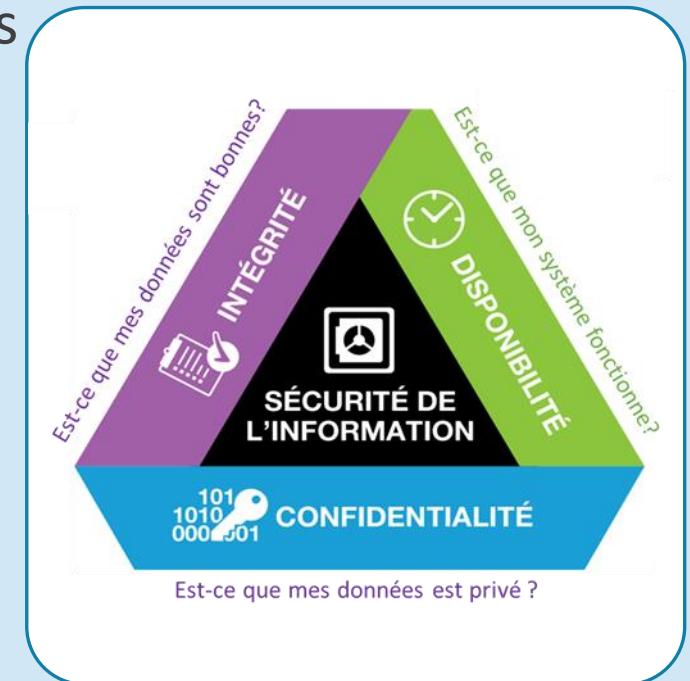 S
Est-ce que mes données sont bonnes?
INTÉGRITÉ
Est-ce que mon système fonctionne?
DISPONIBILITÉ
SÉCURITÉ DE
L'INFORMATION
101
1010
000 001
CONFIDENTIALITÉ
Est-ce que mes données est privé ?